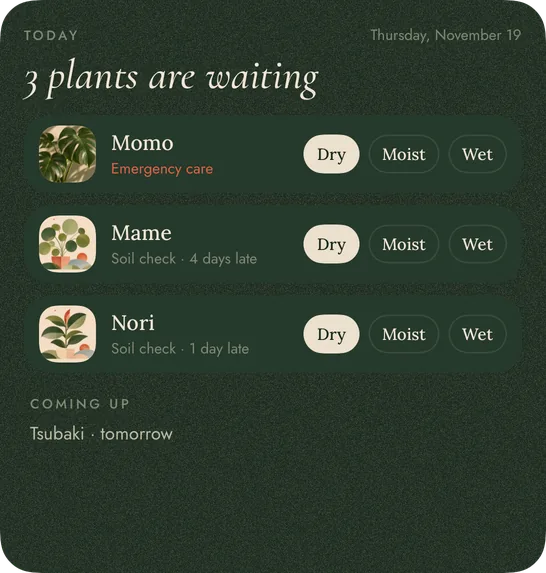 TODAY
Thursday, November 19
3 plants are waiting
Momo
Emergency care
Dry
Moist
Wet
Mame
Soil check · 4 days late
Dry
Moist
Wet
Nori
Soil check · 1 day late
Dry
Moist
Wet
COMING UP
Tsubaki · tomorrow